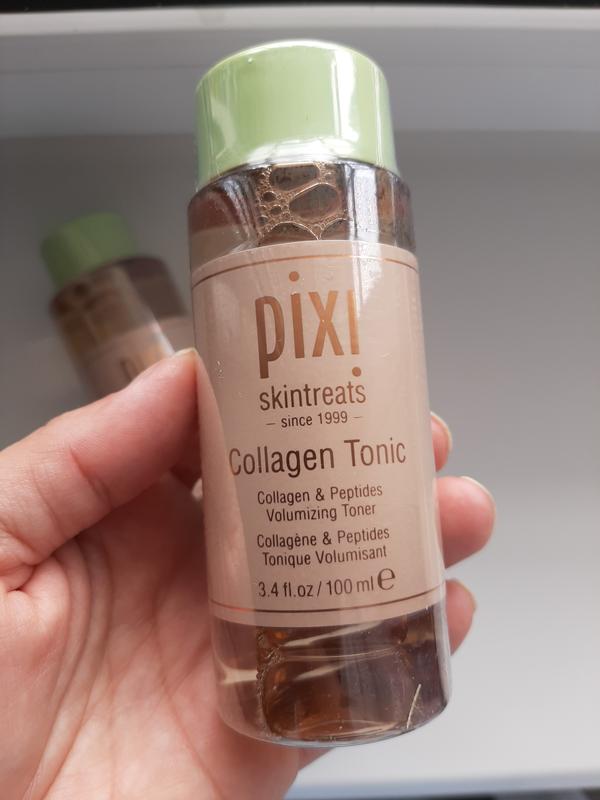 pixi
skintreats
– since 1999 –
Collagen Tonic
Collagen & Peptides
Volumizing Toner
Collagène & Peptides
Tonique Volumisant
3.4 fl.oz / 100 ml e